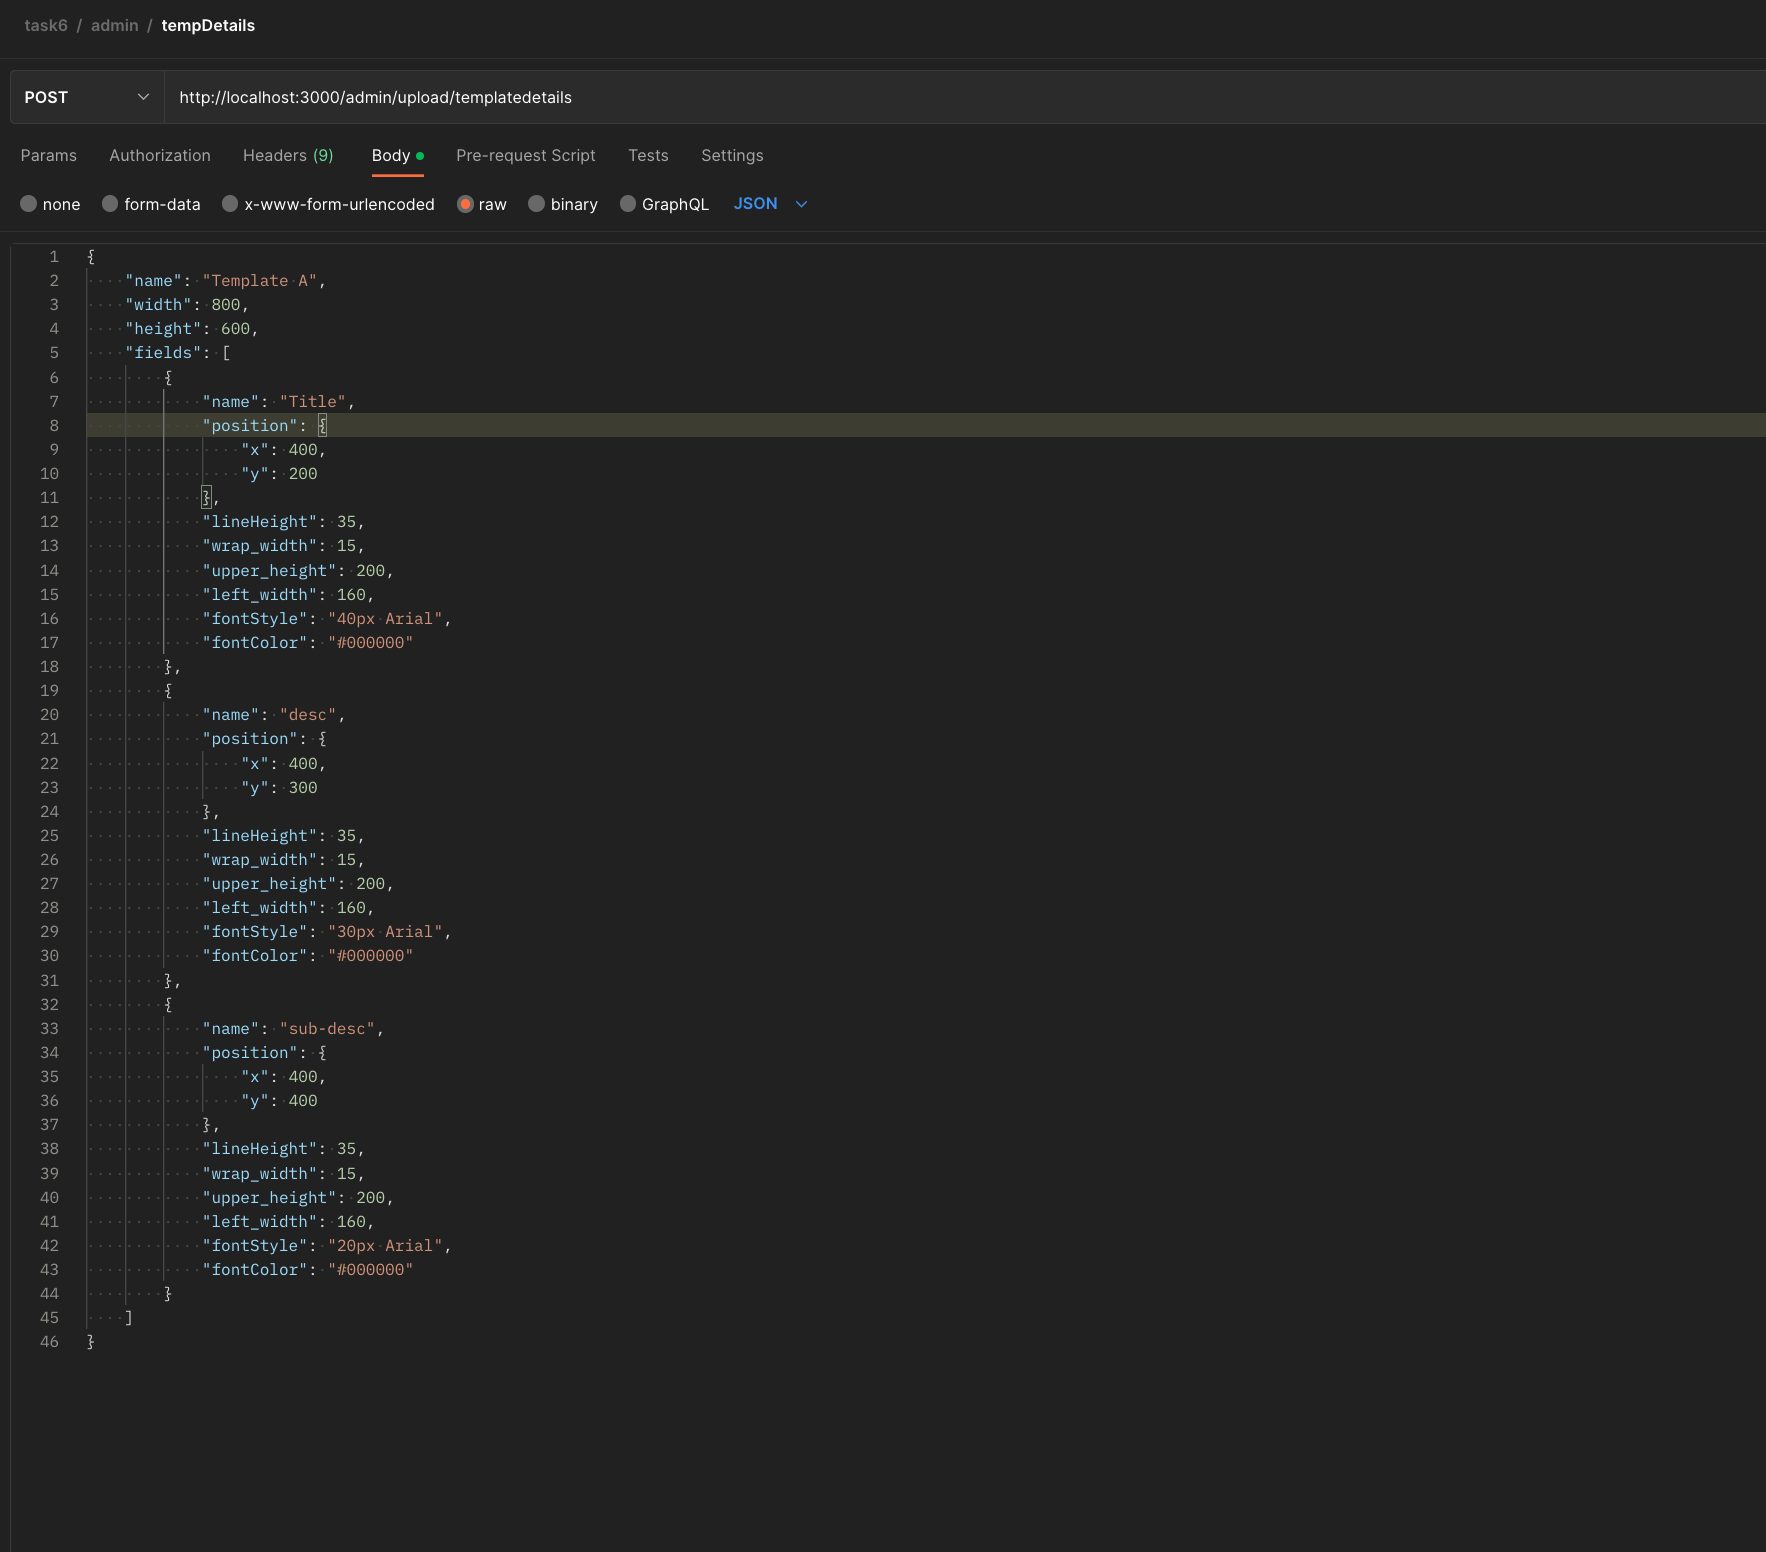 task6 / admin / tempDetails
POST http://localhost:3000/admin/upload/templatedetails
Params Authorization Headers (9) Body Pre-request Script Tests Settings
none form-data x-www-form-urlencoded raw binary GraphQL JSON
1 {
2 "name": "Template A",
3 "width": 800,
4 "height": 600,
5 "fields": [
6 {
7 "name": "Title",
8 "position": {
9 "x": 400,
10 "y": 200
11 },
12 "lineHeight": 35,
13 "wrap_width": 15,
14 "upper_height": 200,
15 "left_width": 160,
16 "fontStyle": "40px Arial",
17 "fontColor": "#000000"
18 },
19 {
20 "name": "desc",
21 "position": {
22 "x": 400,
23 "y": 300
24 },
25 "lineHeight": 35,
26 "wrap_width": 15,
27 "upper_height": 200,
28 "left_width": 160,
29 "fontStyle": "30px Arial",
30 "fontColor": "#000000"
31 },
32 {
33 "name": "sub-desc",
34 "position": {
35 "x": 400,
36 "y": 400
37 },
38 "lineHeight": 35,
39 "wrap_width": 15,
40 "upper_height": 200,
41 "left_width": 160,
42 "fontStyle": "20px Arial",
43 "fontColor": "#000000"
44 }
45 ]
46 }